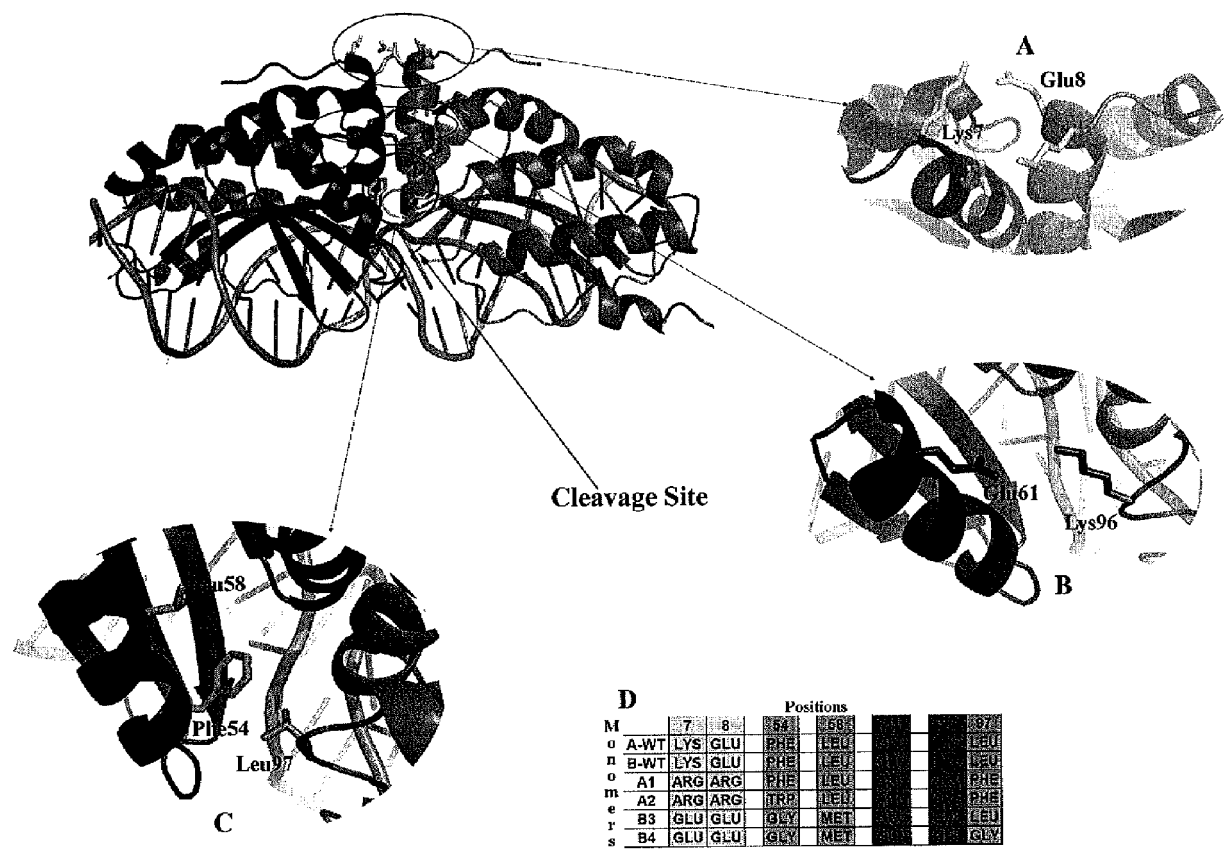 A
Glu8
Lys7
Cleavage Site
Glu61
Lys96
B
Phe54
Leu97
C
D
Positions
Monomers
7 8 54 58 97
A-WT LYS GLU PHE LEU LEU
B-WT LYS GLU PHE LEU LEU
A1 ARG ARG PHE LEU PHE
A2 ARG ARG TRP LEU PHE
B3 GLU GLU GLY MET LEU
B4 GLU GLU GLY MET GLY